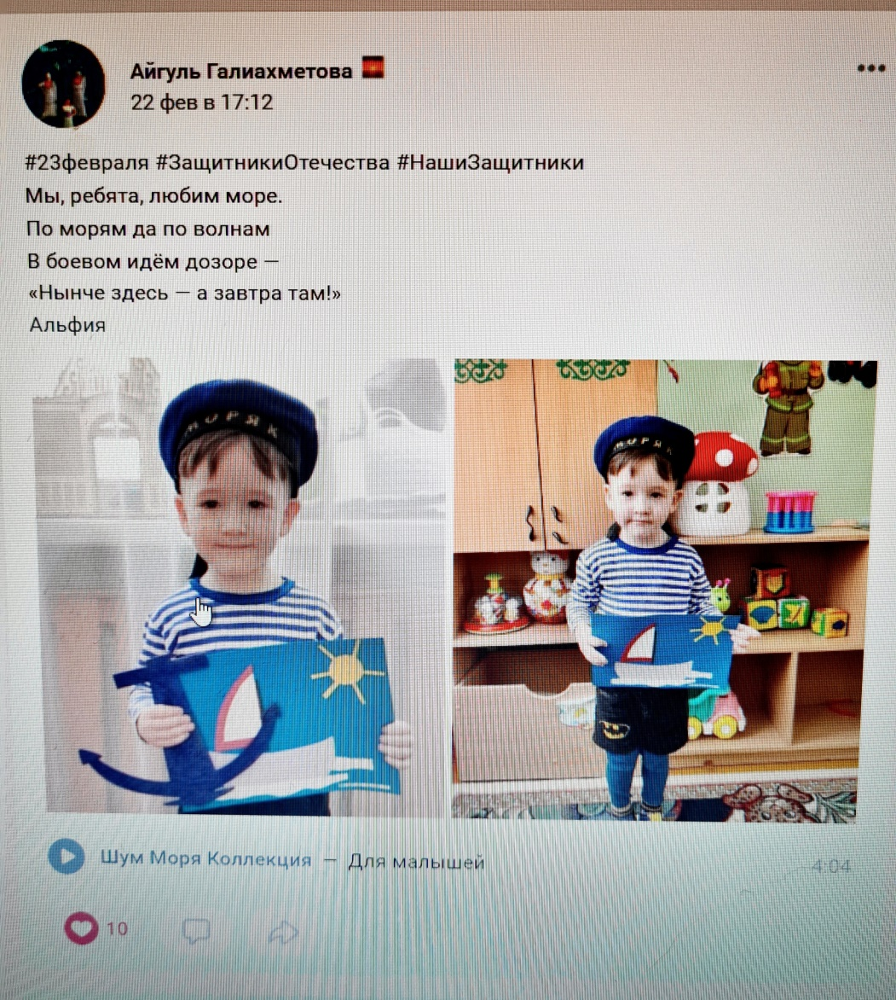 Айгуль Галиахметова
22 фев в 17:12
#23февраля #ЗащитникиОтечества #НашиЗащитники
Мы, ребята, любим море.
По морям да по волнам
В боевом идём дозоре —
«Нынче здесь — а завтра там!»
Альфия
МОРЯК
МОРЯК
Шум Моря Коллекция — Для малышей
4:04
10